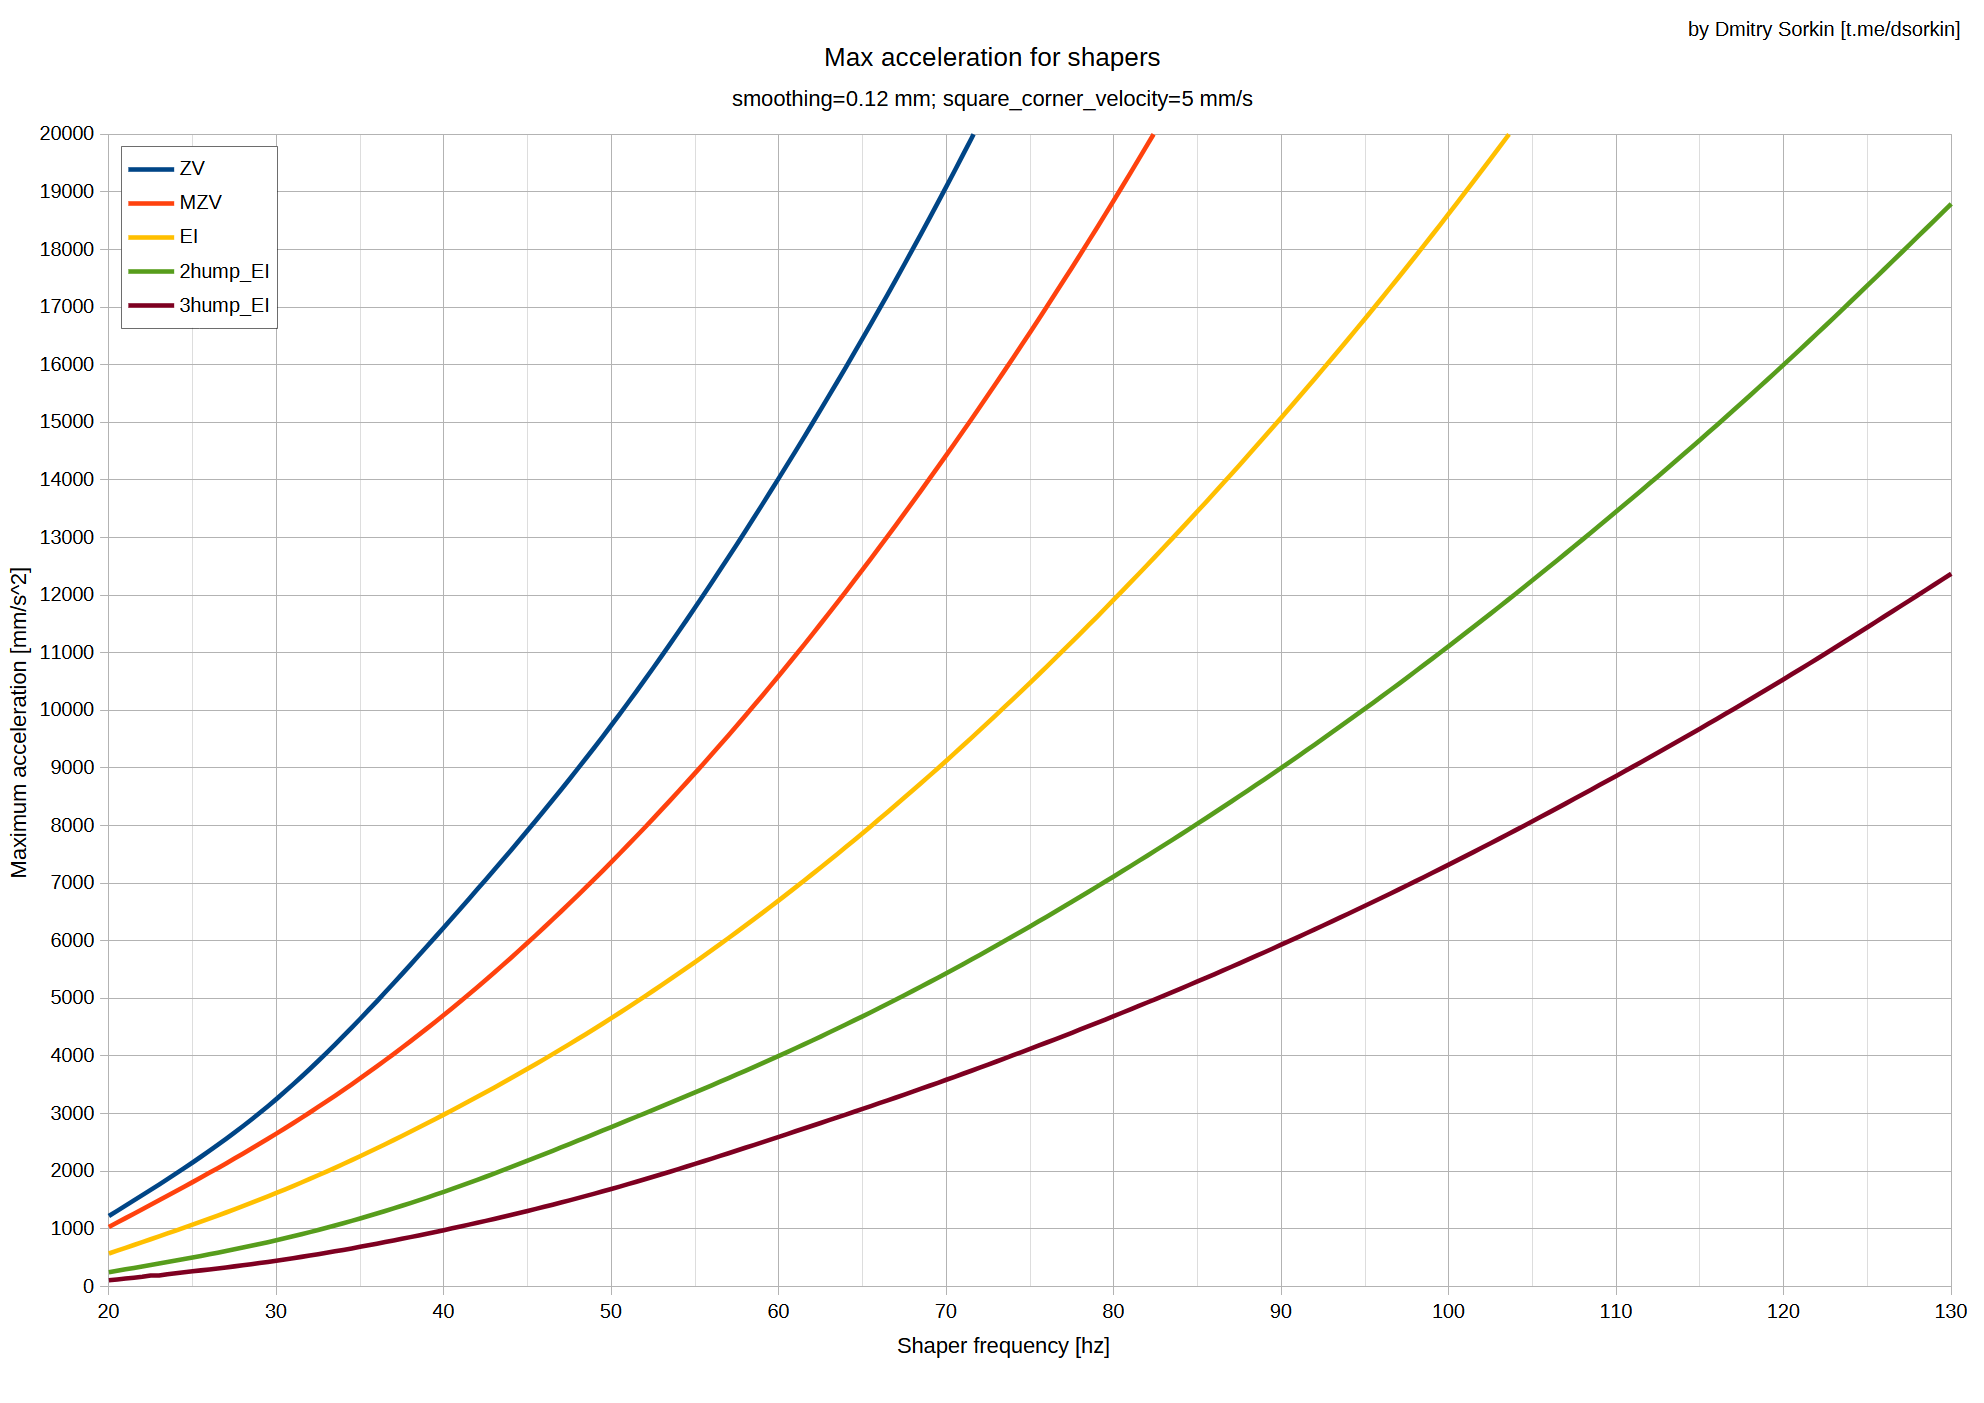 by Dmitry Sorkin [t.me/dsorkin]
Max acceleration for shapers
smoothing=0.12 mm; square_corner_velocity=5 mm/s
20000
19000
18000
17000
16000
15000
14000
13000
12000
11000
10000
9000
8000
7000
6000
5000
4000
3000
2000
1000
0
ZV
MZV
EI
2hump_EI
3hump_EI
Maximum acceleration [mm/s^2]
20 30 40 50 60 70 80 90 100 110 120 130
Shaper frequency [hz]